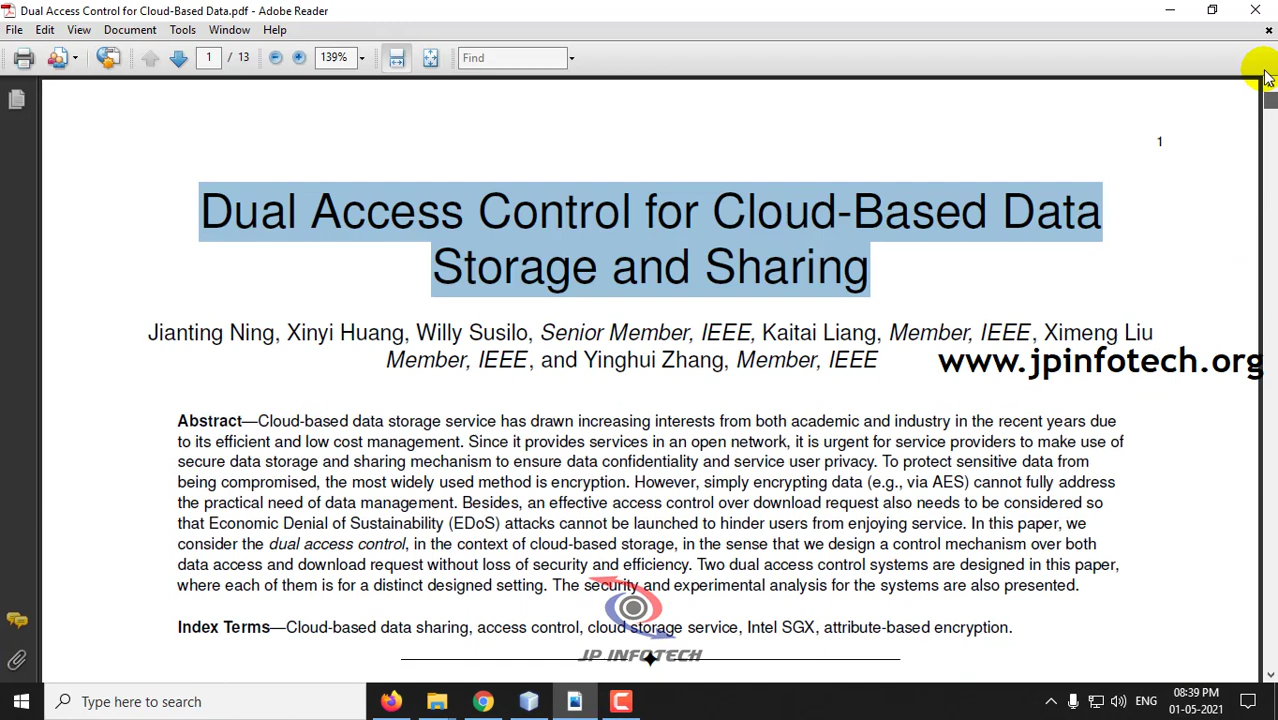 Dual Access Control for Cloud-Based Data.pdf - Adobe Reader
File Edit View Document Tools Window Help
1 / 13 139% Find
1
Dual Access Control for Cloud-Based Data
Storage and Sharing
Jianting Ning, Xinyi Huang, Willy Susilo, Senior Member, IEEE, Kaitai Liang, Member, IEEE, Ximeng Liu
Member, IEEE, and Yinghui Zhang, Member, IEEE
www.jpinfotech.org
Abstract—Cloud-based data storage service has drawn increasing interests from both academic and industry in the recent years due
to its efficient and low cost management. Since it provides services in an open network, it is urgent for service providers to make use of
secure data storage and sharing mechanism to ensure data confidentiality and service user privacy. To protect sensitive data from
being compromised, the most widely used method is encryption. However, simply encrypting data (e.g., via AES) cannot fully address
the practical need of data management. Besides, an effective access control over download request also needs to be considered so
that Economic Denial of Sustainability (EDoS) attacks cannot be launched to hinder users from enjoying service. In this paper, we
consider the dual access control, in the context of cloud-based storage, in the sense that we design a control mechanism over both
data access and download request without loss of security and efficiency. Two dual access control systems are designed in this paper,
where each of them is for a distinct designed setting. The security and experimental analysis for the systems are also presented.
Index Terms—Cloud-based data sharing, access control, cloud storage service, Intel SGX, attribute-based encryption.
JP INFOTECH
Type here to search
ENG
08:39 PM
01-05-2021